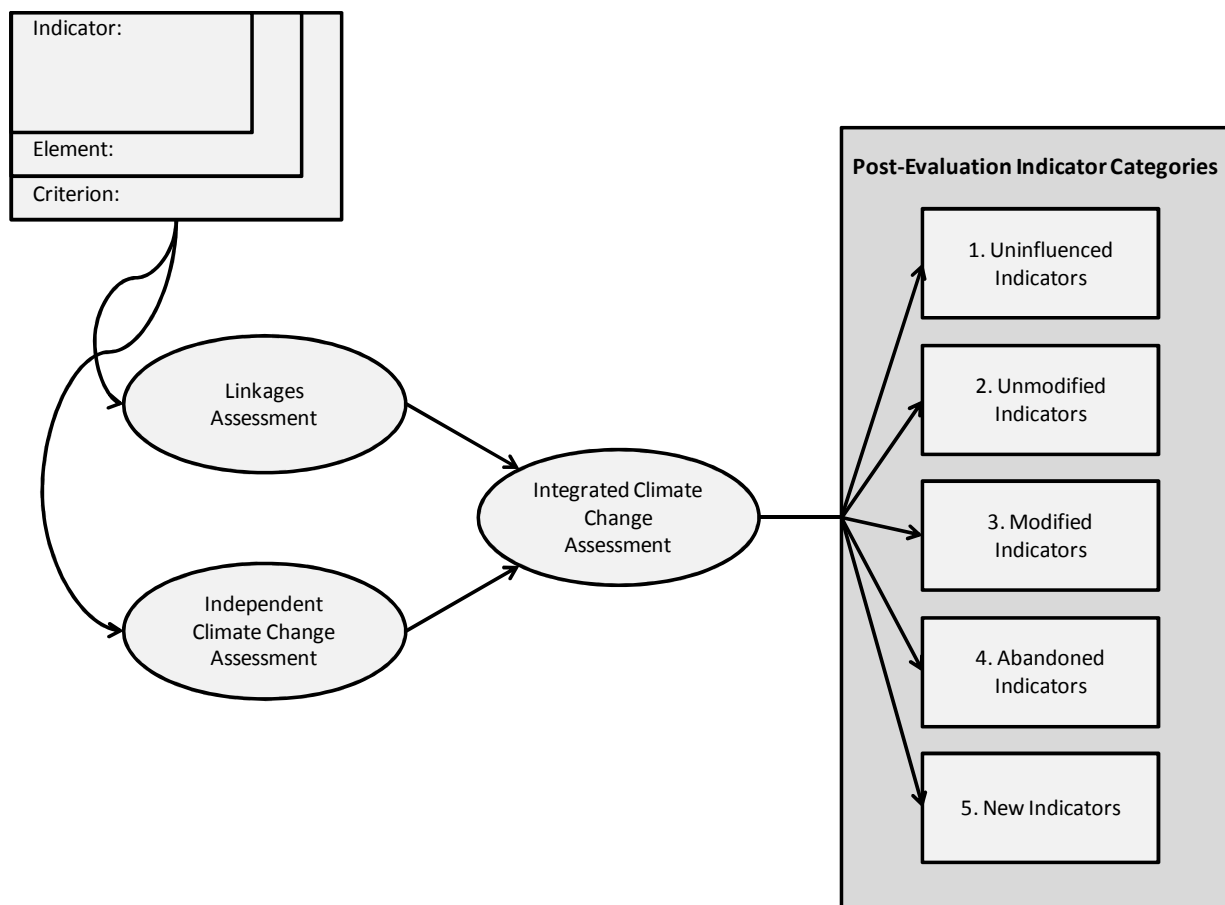 Indicator:
Element:
Criterion:
Linkages
Assessment
Independent
Climate Change
Assessment
Integrated Climate
Change
Assessment
Post-Evaluation Indicator Categories
1. Uninfluenced
Indicators
2. Unmodified
Indicators
3. Modified
Indicators
4. Abandoned
Indicators
5. New Indicators